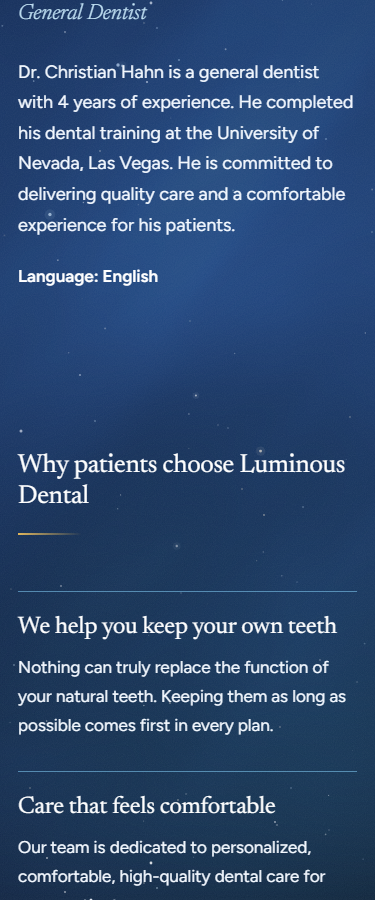 General Dentist
Dr. Christian Hahn is a general dentist
with 4 years of experience. He completed
his dental training at the University of
Nevada, Las Vegas. He is committed to
delivering quality care and a comfortable
experience for his patients.
Language: English
Why patients choose Luminous
Dental
We help you keep your own teeth
Nothing can truly replace the function of
your natural teeth. Keeping them as long as
possible comes first in every plan.
Care that feels comfortable
Our team is dedicated to personalized,
comfortable, high-quality dental care for